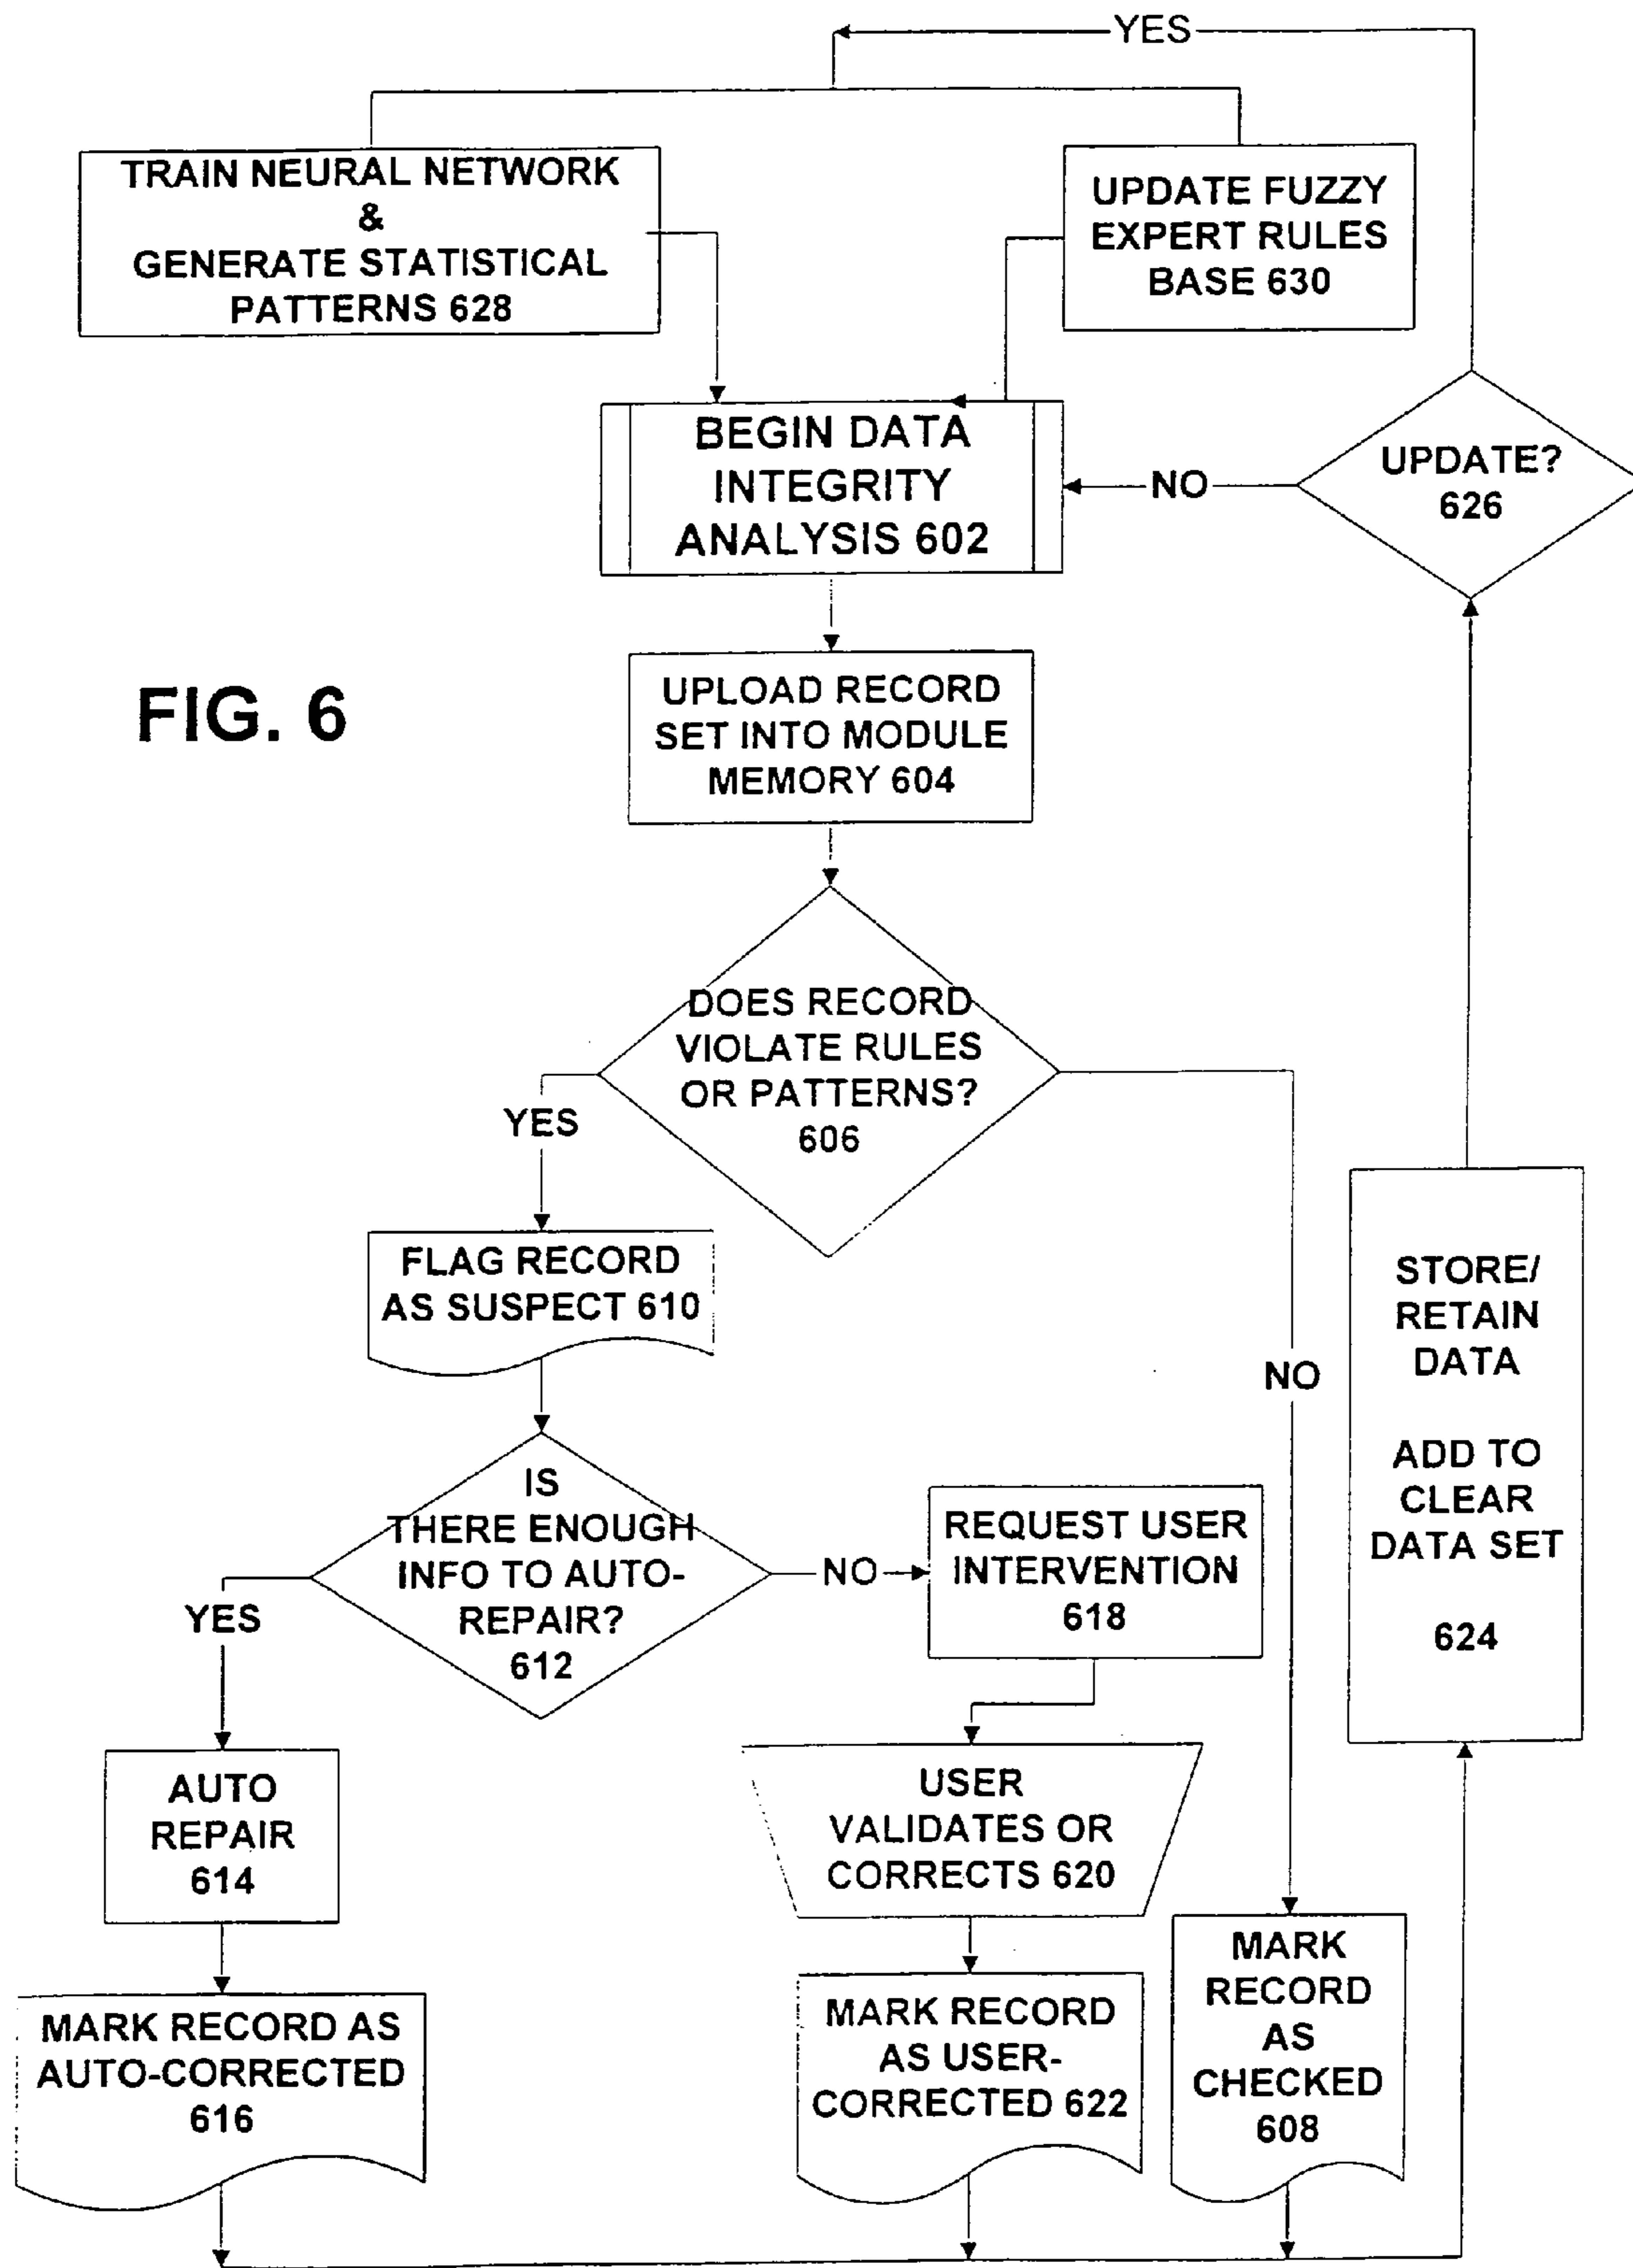 YES
TRAIN NEURAL NETWORK
&
GENERATE STATISTICAL
PATTERNS 628
UPDATE FUZZY
EXPERT RULES
BASE 630
BEGIN DATA
INTEGRITY
ANALYSIS 602
NO
UPDATE?
626
FIG. 6
UPLOAD RECORD
SET INTO MODULE
MEMORY 604
DOES RECORD
VIOLATE RULES
OR PATTERNS?
606
YES
NO
FLAG RECORD
AS SUSPECT 610
STORE/
RETAIN
DATA
ADD TO
CLEAR
DATA SET
624
IS
THERE ENOUGH
INFO TO AUTO-
REPAIR?
612
YES
NO
REQUEST USER
INTERVENTION
618
AUTO
REPAIR
614
USER
VALIDATES OR
CORRECTS 620
MARK RECORD AS
AUTO-CORRECTED
616
MARK RECORD
AS USER-
CORRECTED 622
MARK
RECORD
AS
CHECKED
608